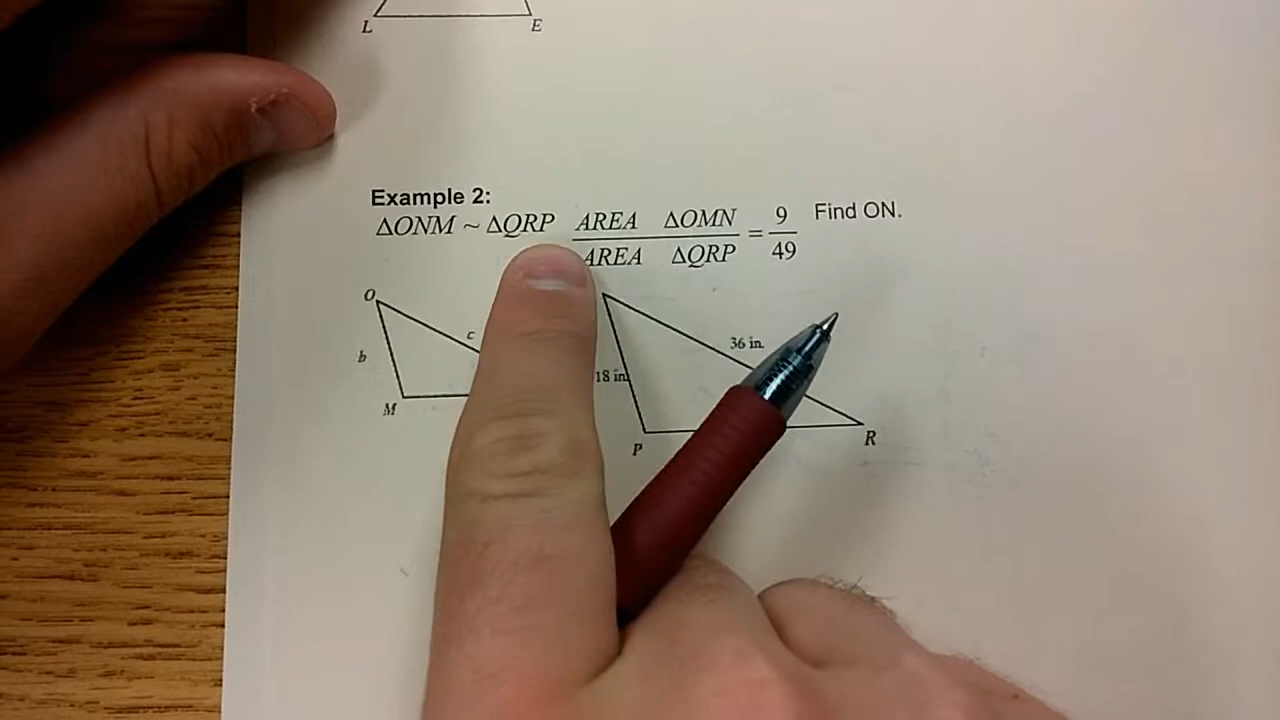 L E
Example 2:
ΔONM ~ ΔQRP AREA ΔOMN / AREA ΔQRP = 9 / 49 Find ON.
O
c
36 in.
b
18 in.
M
P
R